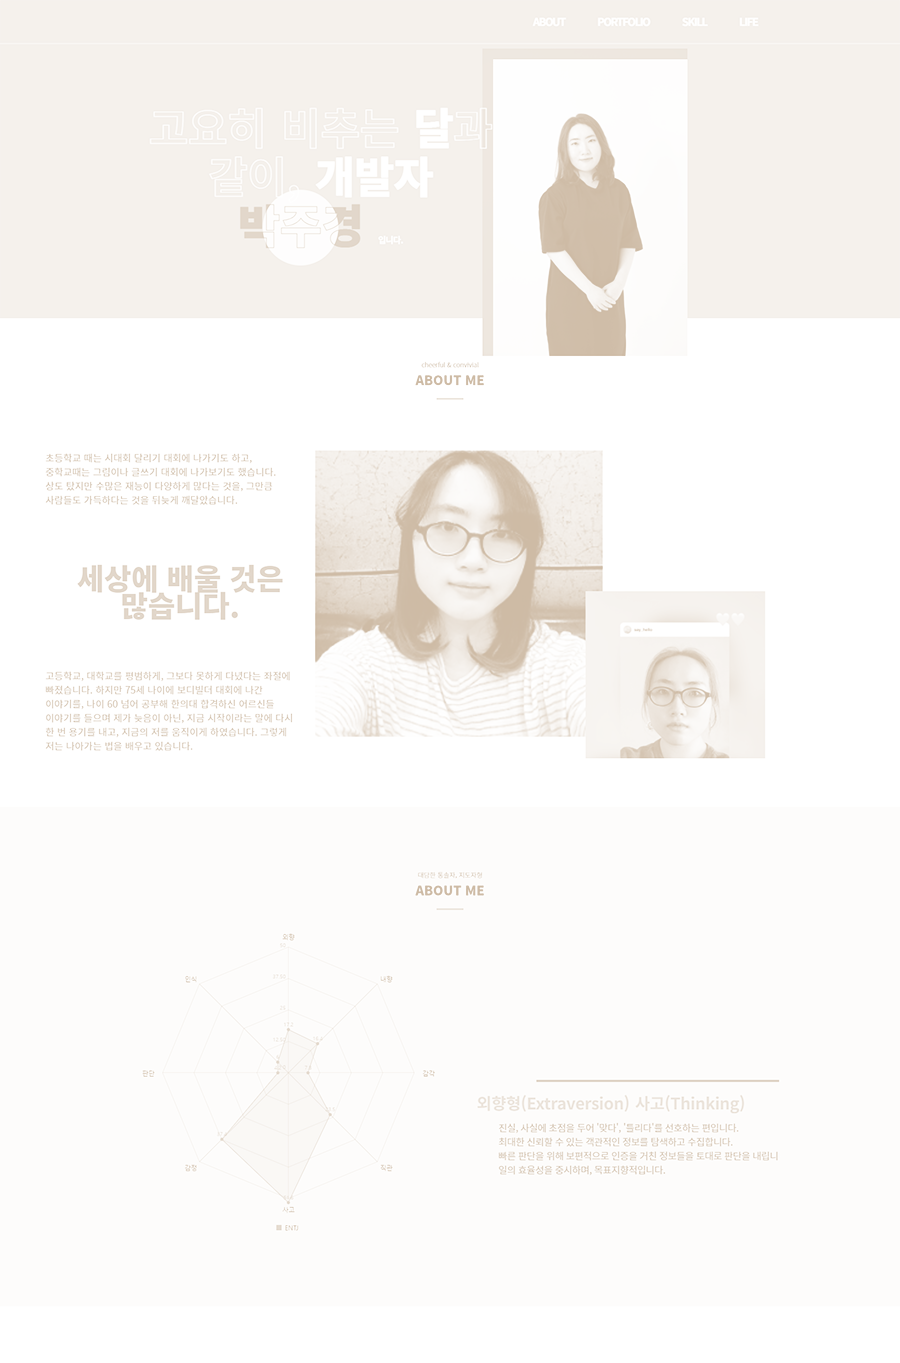 ABOUT PORTFOLIO SKILL LIFE
고요히 비추는 달과
같이, 개발자
박주경 입니다.
cheerful & convivial
ABOUT ME
초등학교 때는 시대회 달리기 대회에 나가기도 하고,
중학교때는 그림이나 글쓰기 대회에 나가보기도 했습니다.
상도 탔지만 수많은 재능이 다양하게 많다는 것을, 그만큼
사람들도 가득하다는 것을 뒤늦게 깨달았습니다.
세상에 배울 것은
많습니다.
고등학교, 대학교를 평범하게, 그보다 못하게 다녔다는 좌절에
빠졌습니다. 하지만 75세 나이에 보디빌더 대회에 나간
이야기를, 나이 60 넘어 공부해 한의대 합격하신 어르신들
이야기를 들으며 제가 늦음이 아닌, 지금 시작이라는 말에 다시
한 번 용기를 내고, 지금의 저를 움직이게 하였습니다. 그렇게
저는 나아가는 법을 배우고 있습니다.
대담한 통솔자, 지도자형
ABOUT ME
외향
인식
내향
판단
감각
감정
직관
사고
ENTJ
외향형(Extraversion) 사고(Thinking)
진실, 사실에 초점을 두어 '맞다', '틀리다'를 선호하는 편입니다.
최대한 신뢰할 수 있는 객관적인 정보를 탐색하고 수집합니다.
빠른 판단을 위해 보편적으로 인증을 거친 정보들을 토대로 판단을 내립니
일의 효율성을 중시하며, 목표지향적입니다.